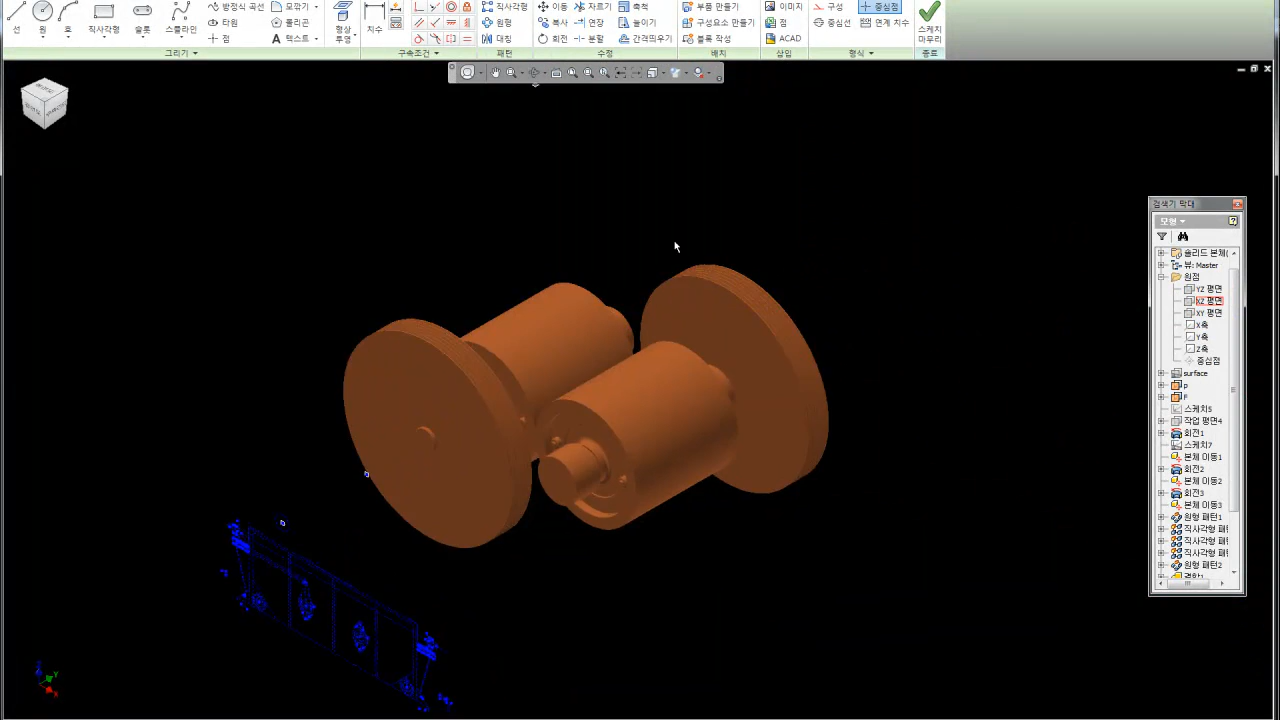 방정식 곡선 모깎기 직사각형 이동 자르기 축척 부품 만들기 이미지 구성 중심점
타원 폴리곤 원형 복사 연장 늘이기 구성요소 만들기 점 중심선 연계 치수
선 원 호 직사각형 슬롯 스플라인 점 텍스트 형상 투영 치수 대칭 회전 분할 간격띄우기 블록 작성 ACAD 스케치 마무리
그리기 구속조건 패턴 수정 배치 삽입 형식 종료
검색기 막대
모형
솔리드 본체(
뷰: Master
원점
YZ 평면
XZ 평면
XY 평면
X축
Y축
Z축
중심점
surface
p
F
스케치5
작업 평면4
회전1
스케치7
본체 이동1
회전2
본체 이동2
회전3
본체 이동3
원형 패턴1
직사각형 패
직사각형 패
직사각형 패
원형 패턴2